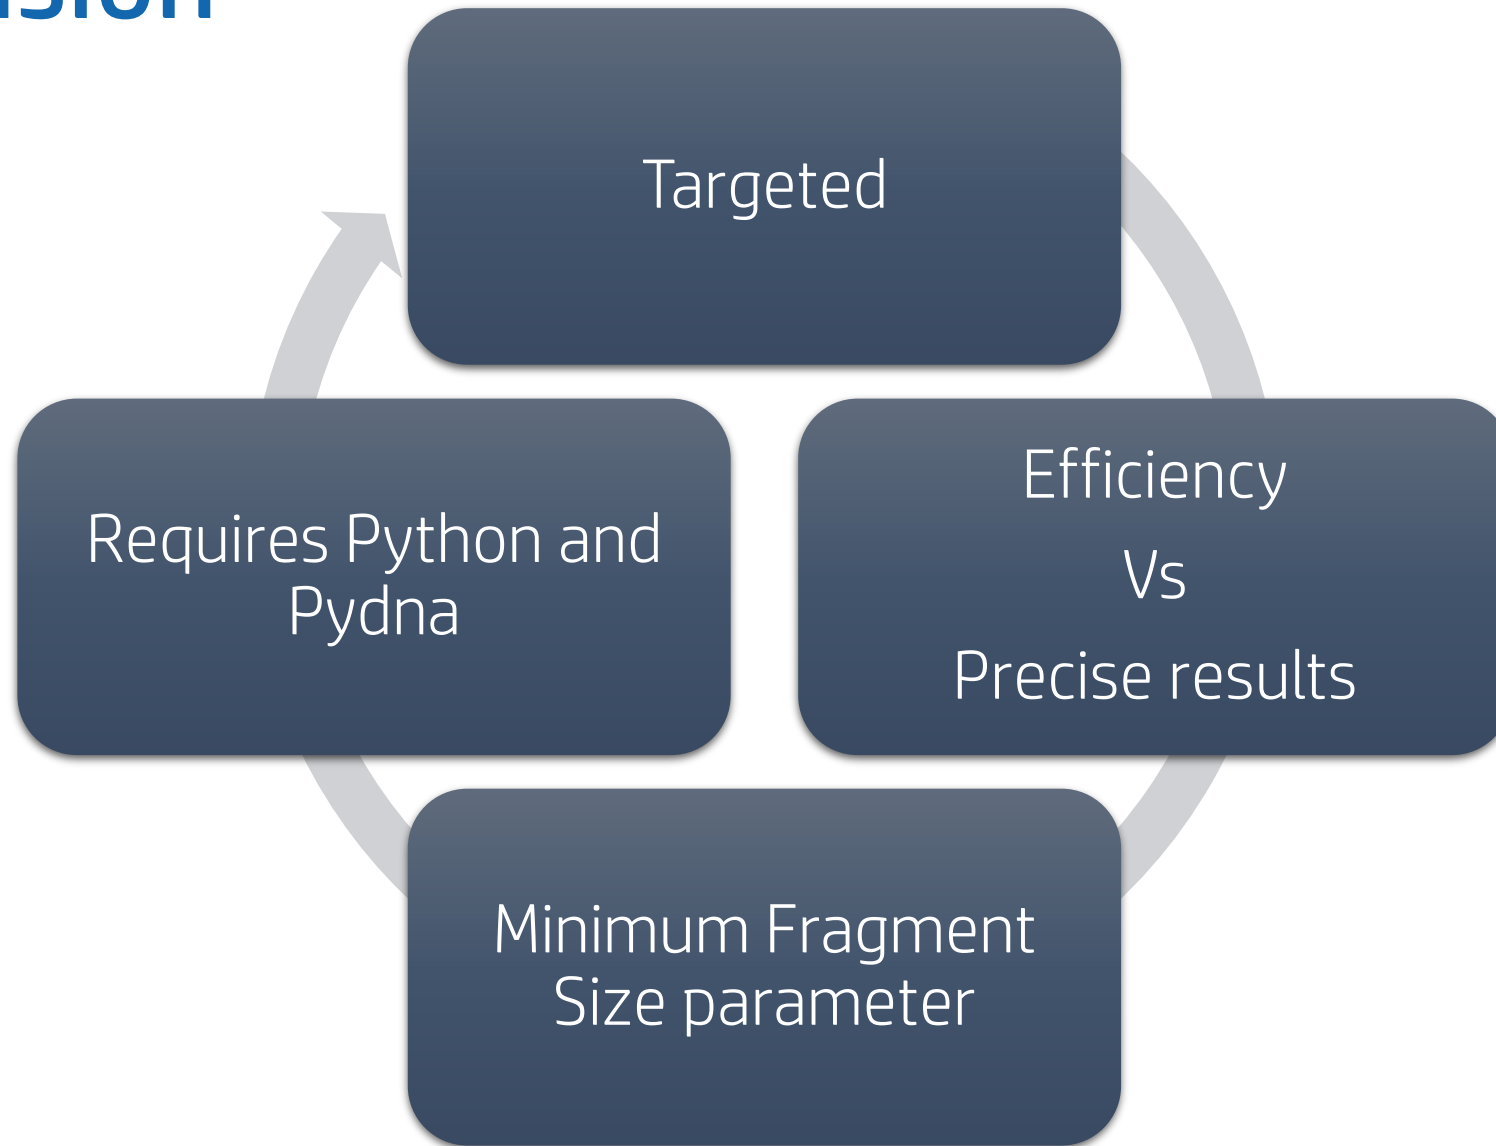 Targeted
Requires Python and
Pydna
Efficiency
Vs
Precise results
Minimum Fragment
Size parameter